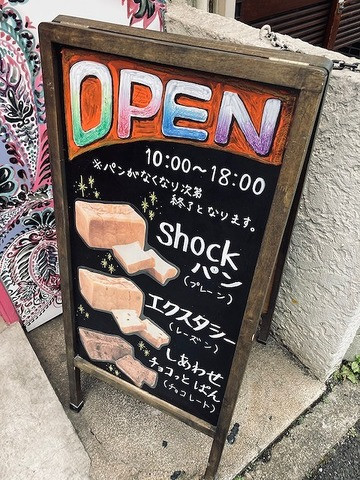 OPEN
10:00～18:00
※パンがなくなり次第
終了となります。
Shock
パン
(プレーン)
エクスタシー
(レーズン)
しあわせ
チョコっとぱん
(チョコレート)